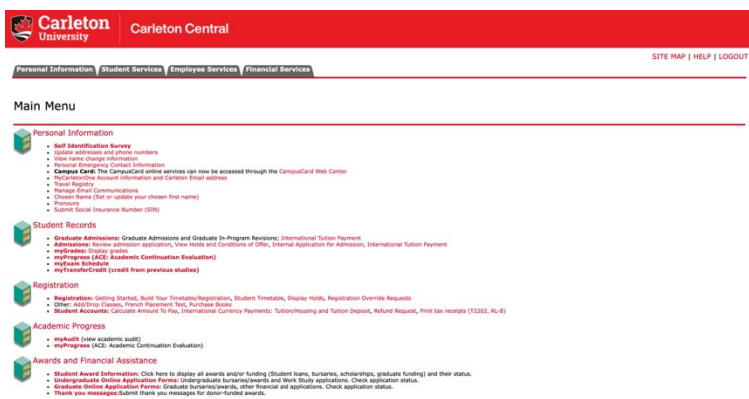 Carleton University
Carleton Central
SITE MAP | HELP | LOGOUT
Personal Information Student Services Employee Services Financial Services
Main Menu
Personal Information
Self Identification Survey
Update addresses and phone numbers
View name change information
Personal Emergency Contact Information
Campus Card: The CampusCard online services can now be accessed through the CampusCard Web Center
MyCarletonOne Account information and Carleton Email address
Travel Registry
Manage Email Communications
Chosen Name (Set or update your chosen first name)
Pronouns
Submit Social Insurance Number (SIN)
Student Records
Graduate Admissions: Graduate Admissions and Graduate In-Program Revisions; International Tuition Payment
Admissions: Review admission application, View Holds and Conditions of Offer, Internal Application for Admission, International Tuition Payment
myGrades: Display grades
myProgress (ACE: Academic Continuation Evaluation)
myExam Schedule
myTransferCredit (credit from previous studies)
Registration
Registration: Getting Started, Build Your Timetable/Registration, Student Timetable, Display Holds, Registration Override Requests
Other: Add/Drop Classes, French Placement Test, Purchase Books
Student Accounts: Calculate Amount To Pay, International Currency Payments: Tuition/Housing and Tuition Deposit, Refund Request, Print tax receipts (T2202, RL-8)
Academic Progress
myAudit (view academic audit)
myProgress (ACE: Academic Continuation Evaluation)
Awards and Financial Assistance
Student Award Information: Click here to display all awards and/or funding (Student loans, bursaries, scholarships, graduate funding) and their status.
Undergraduate Online Application Forms: Undergraduate bursaries/awards and Work Study applications. Check application status.
Graduate Online Application Forms: Graduate bursaries/awards, other financial aid applications. Check application status.
Thank you messages:Submit thank you messages for donor-funded awards.